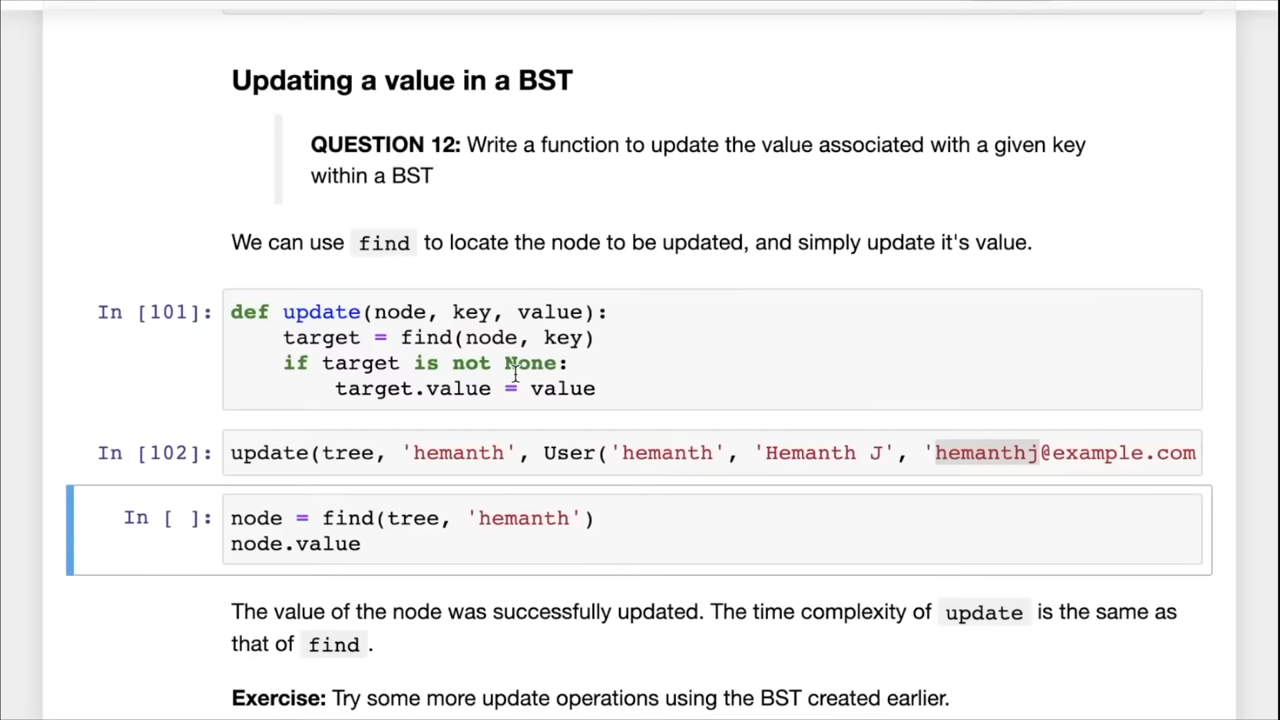 Updating a value in a BST
QUESTION 12: Write a function to update the value associated with a given key
within a BST
We can use find to locate the node to be updated, and simply update it's value.
In [101]: def update(node, key, value):
    target = find(node, key)
    if target is not None:
        target.value = value
In [102]: update(tree, 'hemanth', User('hemanth', 'Hemanth J', 'hemanthj@example.com
In [ ]: node = find(tree, 'hemanth')
node.value
The value of the node was successfully updated. The time complexity of update is the same as
that of find .
Exercise: Try some more update operations using the BST created earlier.